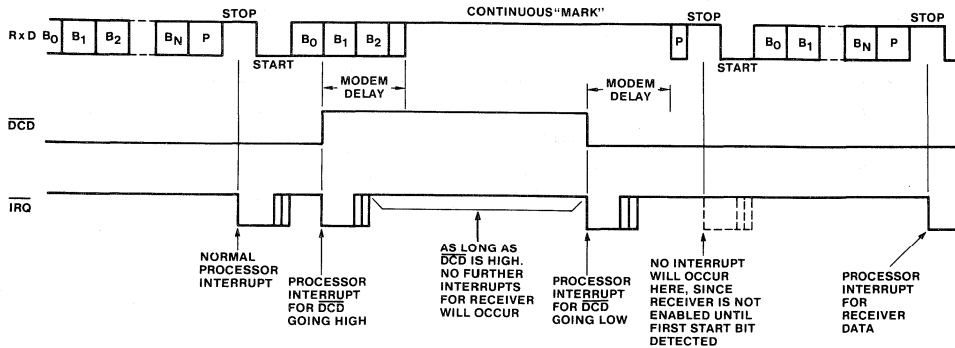 CONTINUOUS "MARK"
STOP
STOP
STOP
RxD B0 B1 B2 BN P B0 B1 B2 P B0 B1 BN P
START
START
MODEM
DELAY
MODEM
DELAY
DCD
IRQ
NORMAL
PROCESSOR
INTERRUPT
PROCESSOR
INTERRUPT
FOR DCD
GOING HIGH
AS LONG AS
DCD IS HIGH.
NO FURTHER
INTERRUPTS
FOR RECEIVER
WILL OCCUR
PROCESSOR
INTERRUPT
FOR DCD
GOING LOW
NO INTERRUPT
WILL OCCUR
HERE, SINCE
RECEIVER IS NOT
ENABLED UNTIL
FIRST START BIT
DETECTED
PROCESSOR
INTERRUPT
FOR
RECEIVER
DATA